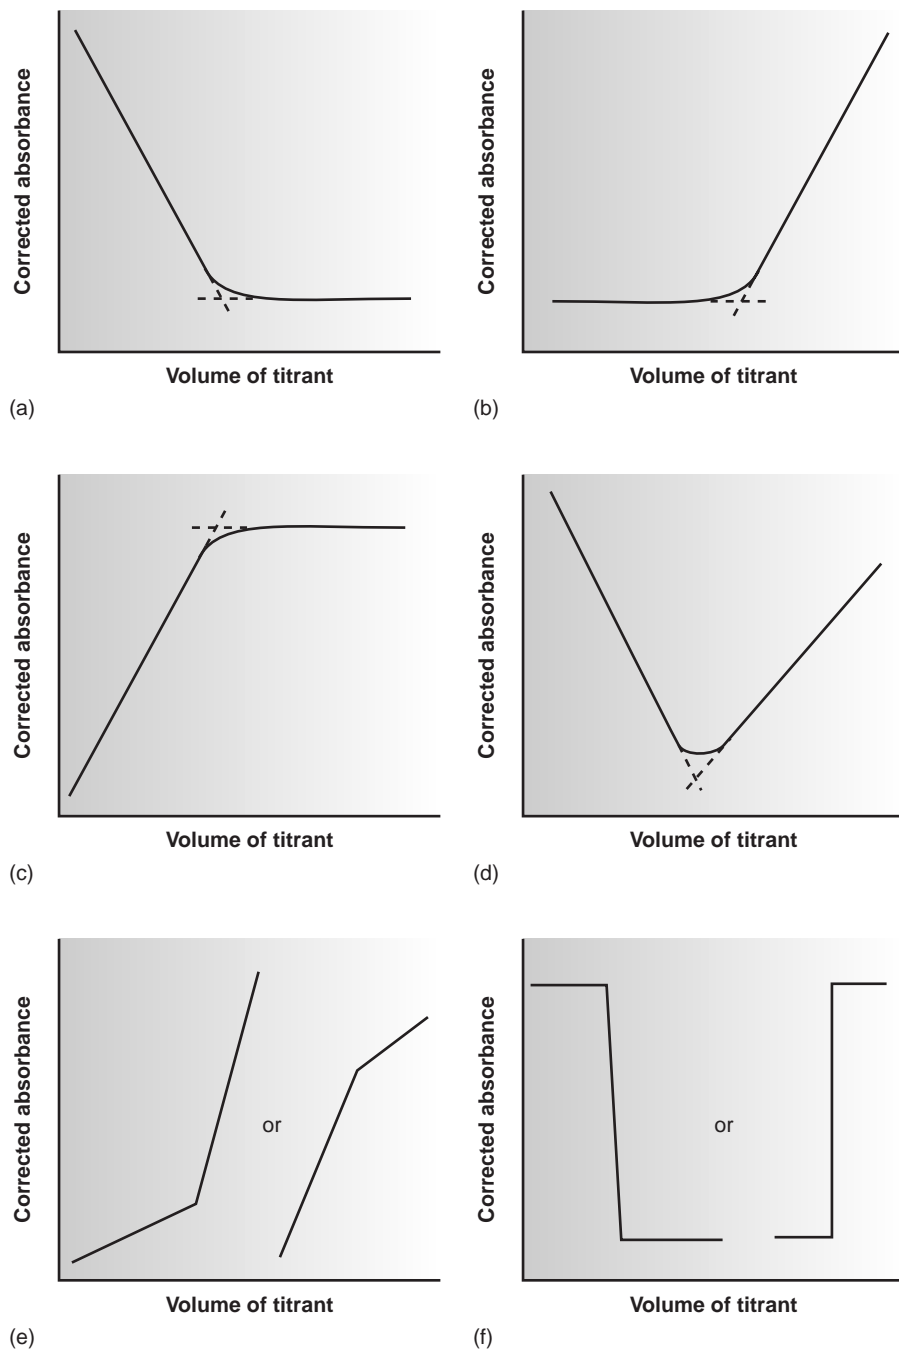 Corrected absorbance
Corrected absorbance
Volume of titrant
Volume of titrant
(a)
(b)
Corrected absorbance
Corrected absorbance
Volume of titrant
Volume of titrant
(c)
(d)
Corrected absorbance
or
Corrected absorbance
or
Volume of titrant
Volume of titrant
(e)
(f)